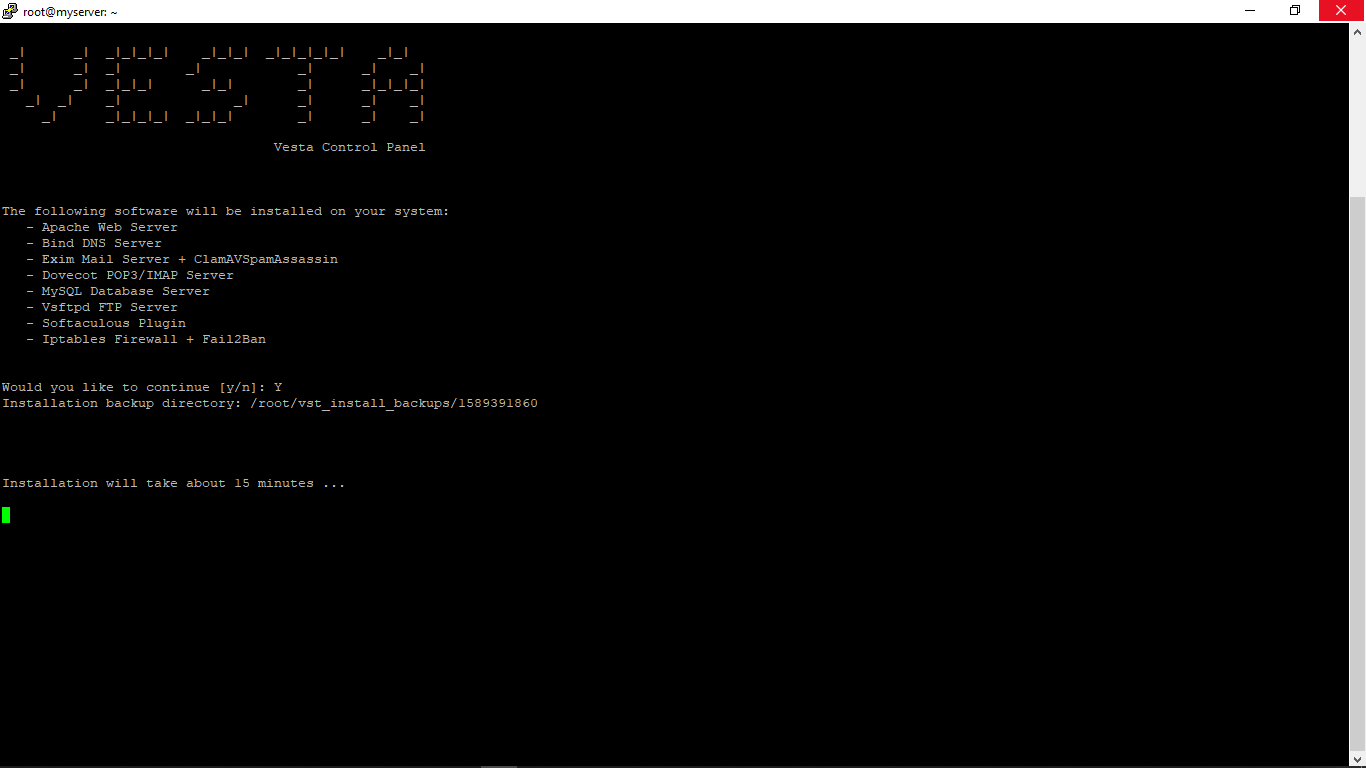 root@myserver: ~
VESTA
Vesta Control Panel
The following software will be installed on your system:
- Apache Web Server
- Bind DNS Server
- Exim Mail Server + ClamAVSpamAssassin
- Dovecot POP3/IMAP Server
- MySQL Database Server
- Vsftpd FTP Server
- Softaculous Plugin
- Iptables Firewall + Fail2Ban
Would you like to continue [y/n]: Y
Installation backup directory: /root/vst_install_backups/1589391860
Installation will take about 15 minutes ...